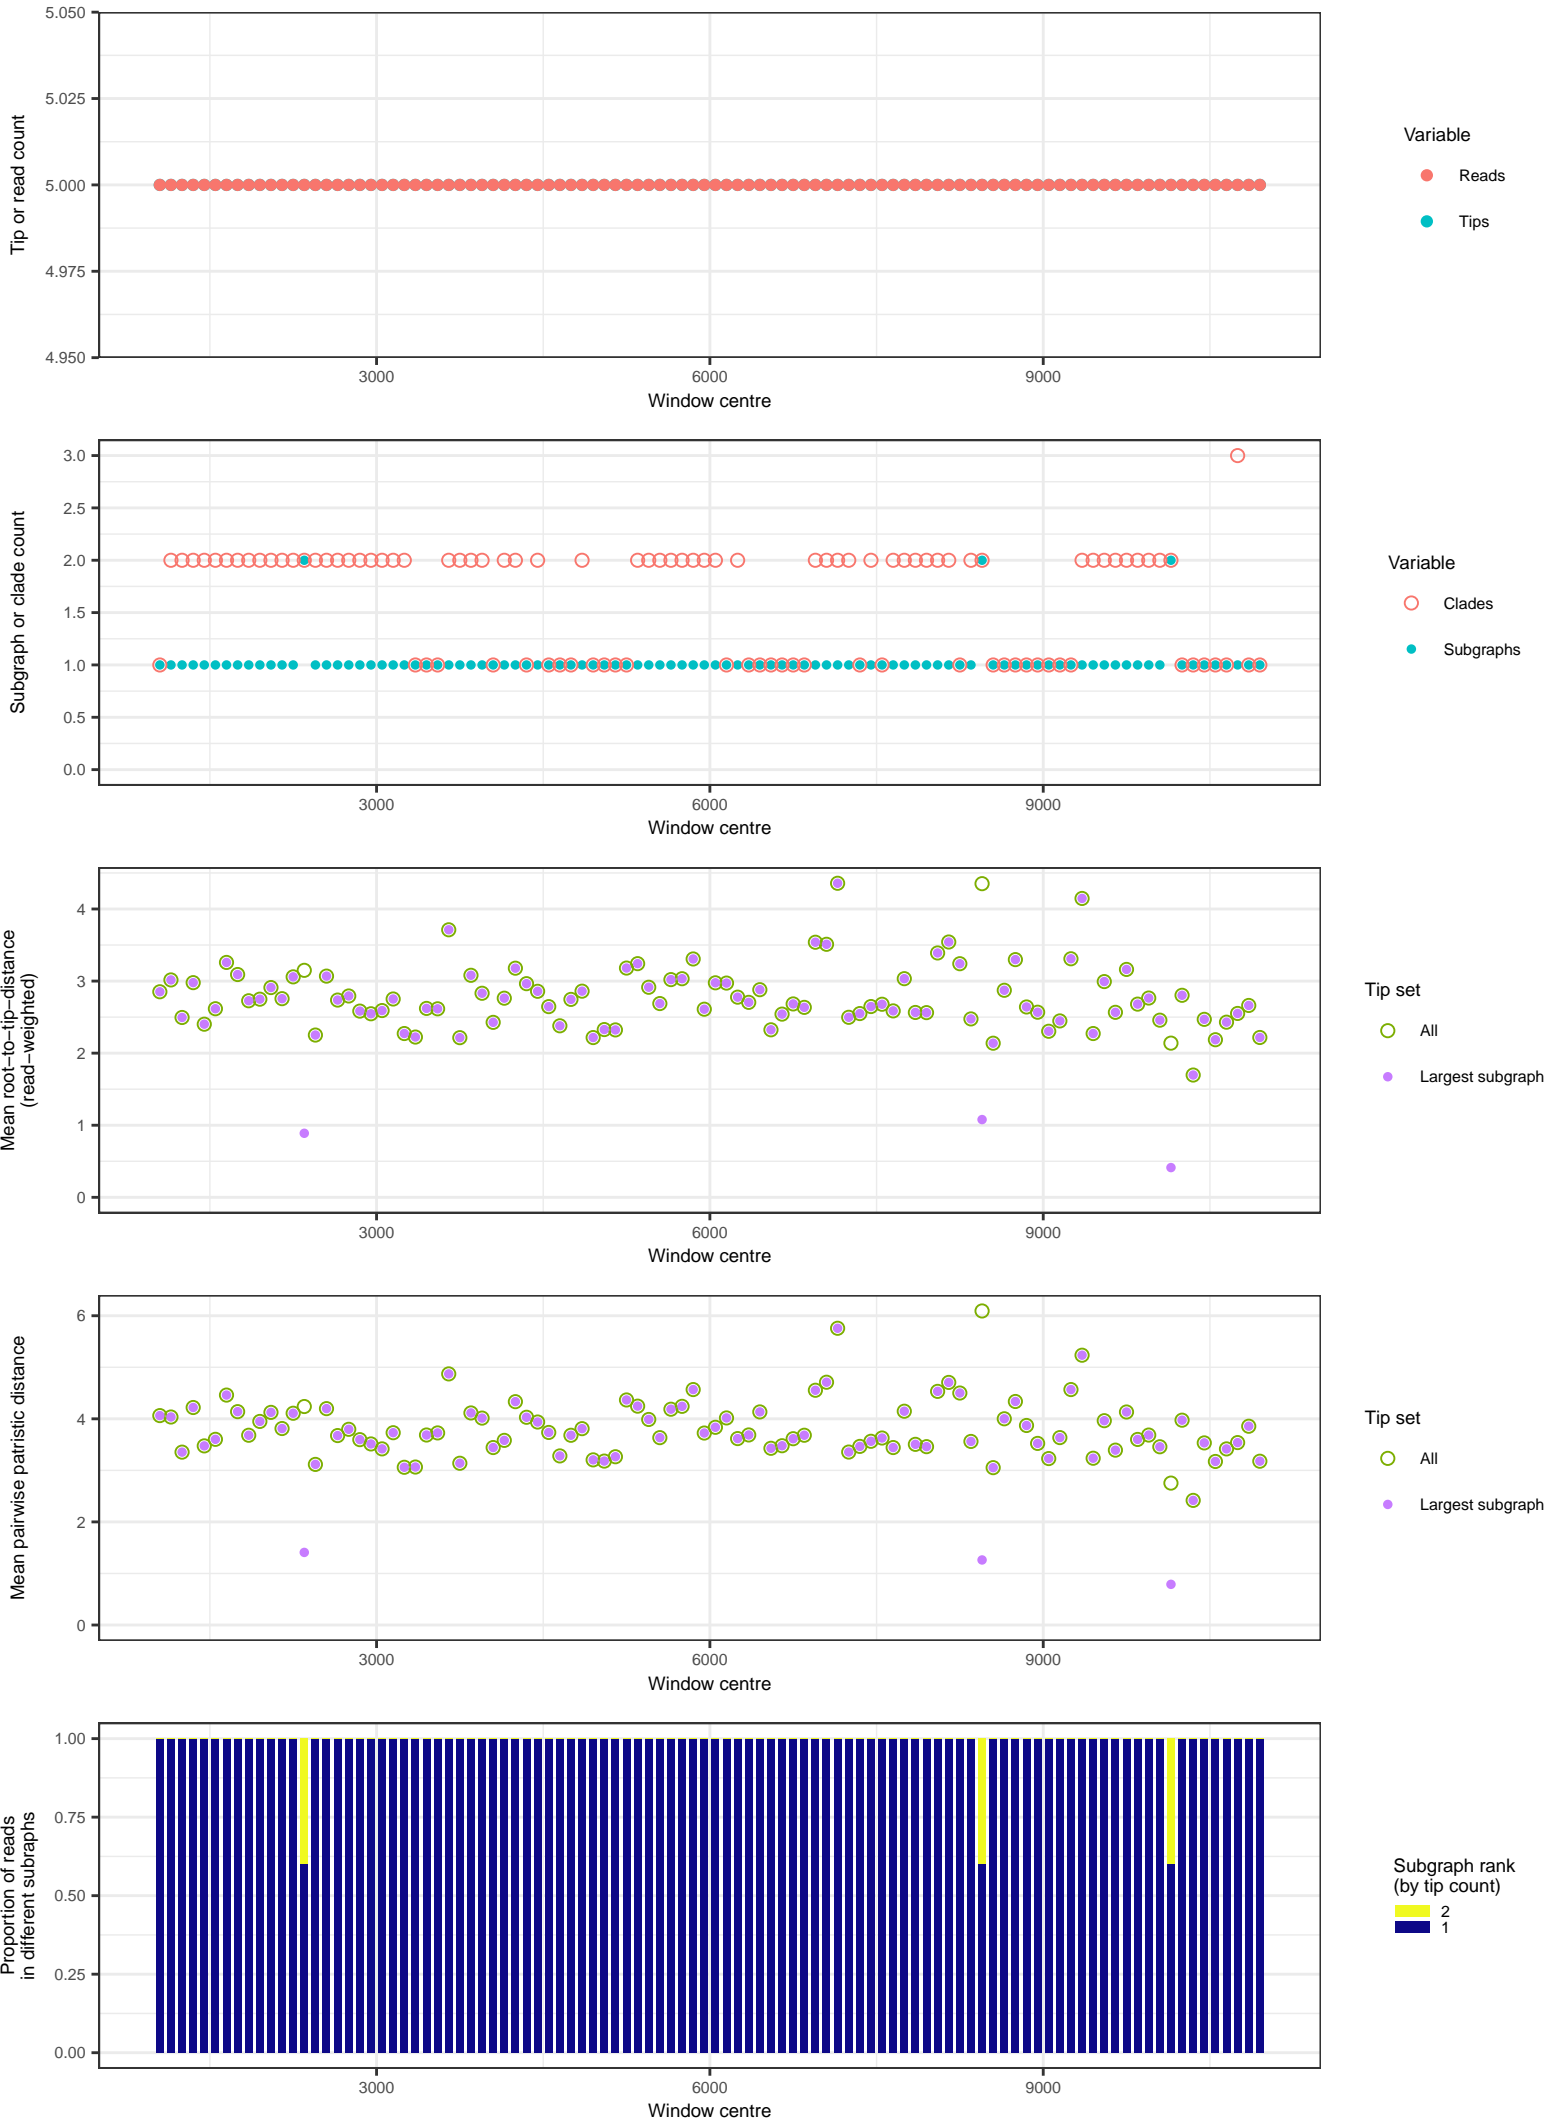 5.050
5.025
5.000
4.975
4.950
Tip or read count
3000
6000
9000
Window centre
Variable
Reads
Tips
3.0
2.5
2.0
1.5
1.0
0.5
0.0
Subgraph or clade count
3000
6000
9000
Window centre
Variable
Clades
Subgraphs
4
3
2
1
0
Mean root−to−tip−distance
(read−weighted)
3000
6000
9000
Window centre
Tip set
All
Largest subgraph
6
4
2
0
Mean pairwise patristic distance
3000
6000
9000
Window centre
Tip set
All
Largest subgraph
1.00
0.75
0.50
0.25
0.00
Proportion of reads
in different subraphs
3000
6000
9000
Window centre
Subgraph rank
(by tip count)
2
1